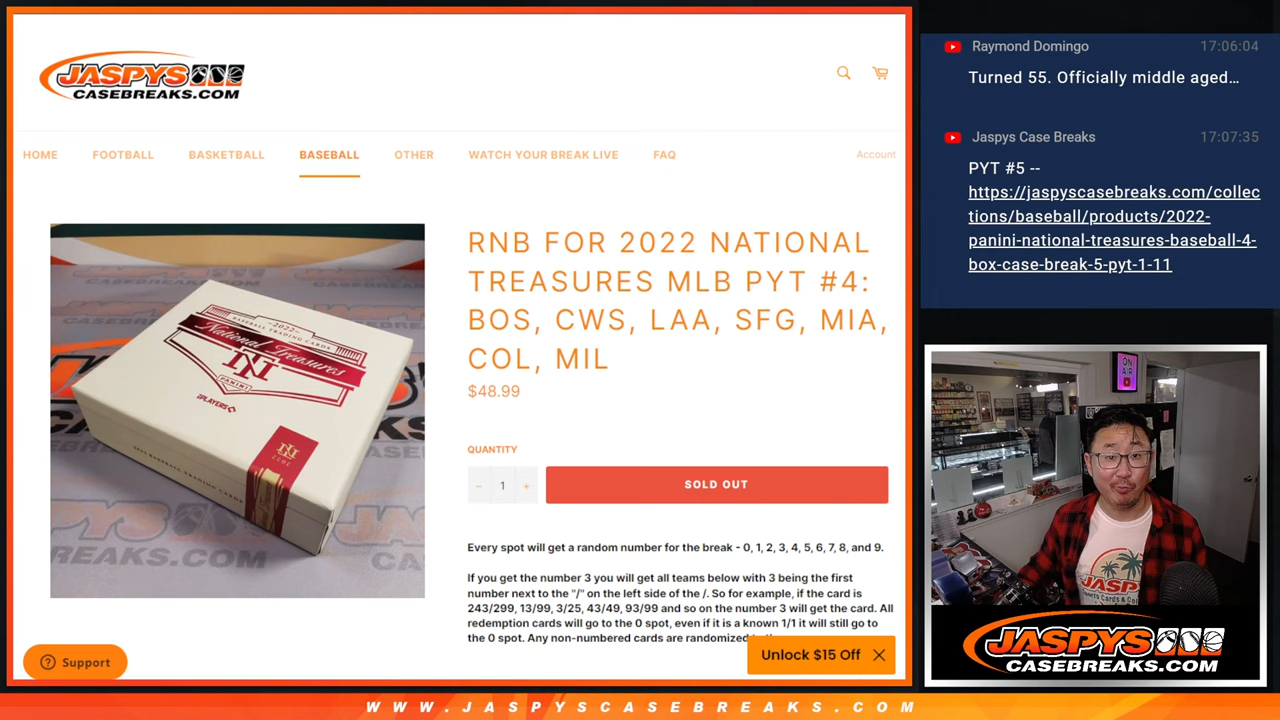 JASPYS
CASEBREAKS.COM
HOME FOOTBALL BASKETBALL BASEBALL OTHER WATCH YOUR BREAK LIVE FAQ Account
2022
BASEBALL TRADING CARDS
National Treasures
NT
PANINI
RNB FOR 2022 NATIONAL
TREASURES MLB PYT #4:
BOS, CWS, LAA, SFG, MIA,
COL, MIL
$48.99
QUANTITY
− 1 +
SOLD OUT
Every spot will get a random number for the break - 0, 1, 2, 3, 4, 5, 6, 7, 8, and 9.
If you get the number 3 you will get all teams below with 3 being the first
number next to the "/" on the left side of the /. So for example, if the card is
243/299, 13/99, 3/25, 43/49, 93/99 and so on the number 3 will get the card. All
redemption cards will go to the 0 spot, even if it is a known 1/1 it will still go to
the 0 spot. Any non-numbered cards are randomized
Support
Unlock $15 Off
Raymond Domingo 17:06:04
Turned 55. Officially middle aged…
Jaspys Case Breaks 17:07:35
PYT #5 --
https://jaspyscasebreaks.com/collec
tions/baseball/products/2022-
panini-national-treasures-baseball-4-
box-case-break-5-pyt-1-11
ON
AIR
JASPYS
JASPYS
CASEBREAKS.COM
WWW.JASPYSCASEBREAKS.COM